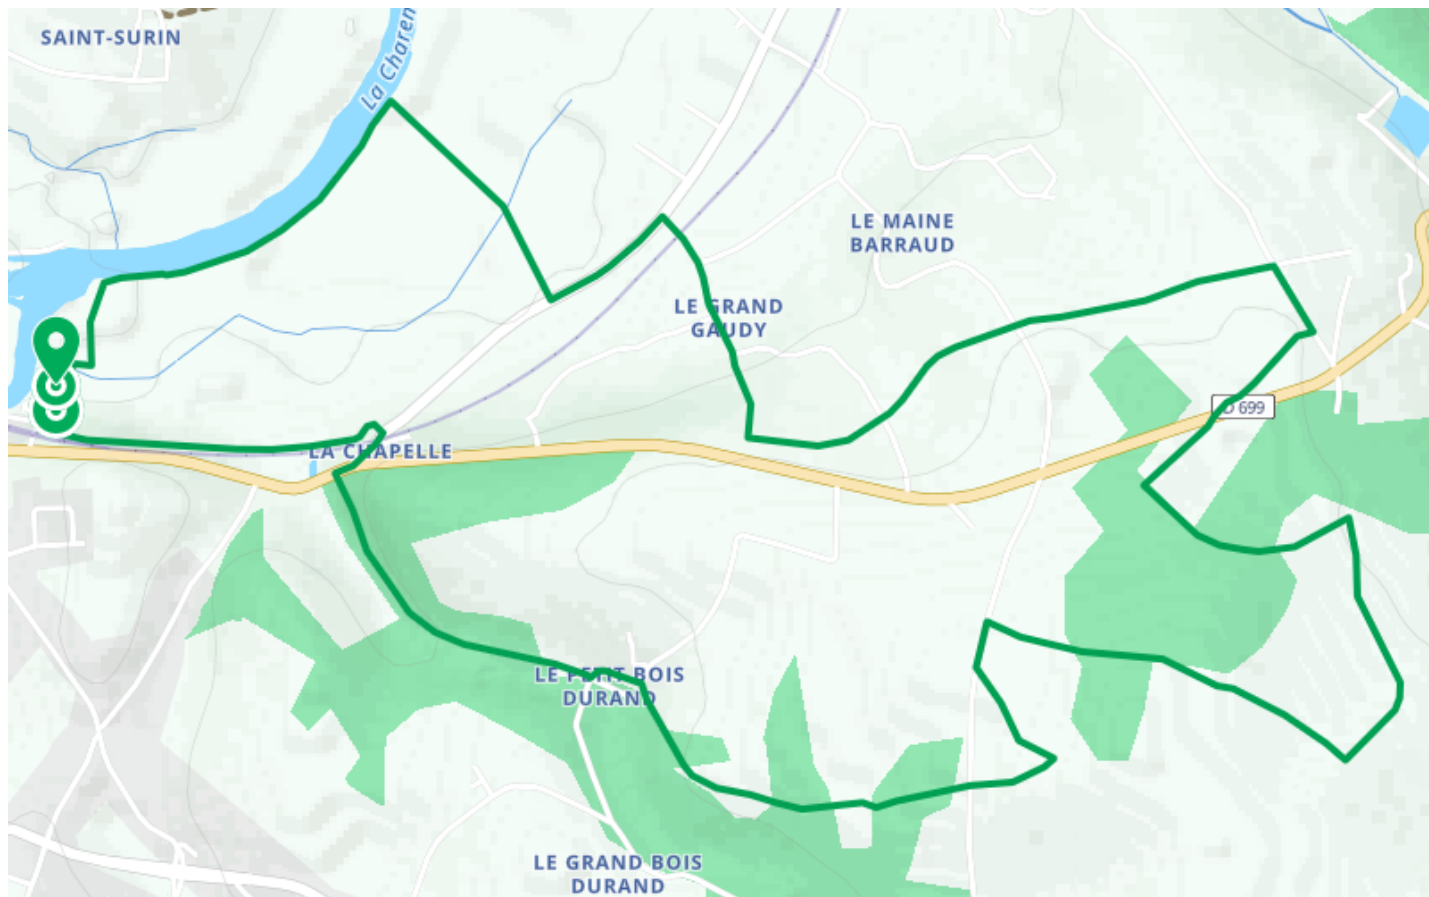 SAINT-SURIN
La Charen
LE MAINE
BARRAUD
LE GRAND
GAUDY
D 699
LA CHAPELLE
LE PETIT BOIS
DURAND
LE GRAND BOIS
DURAND